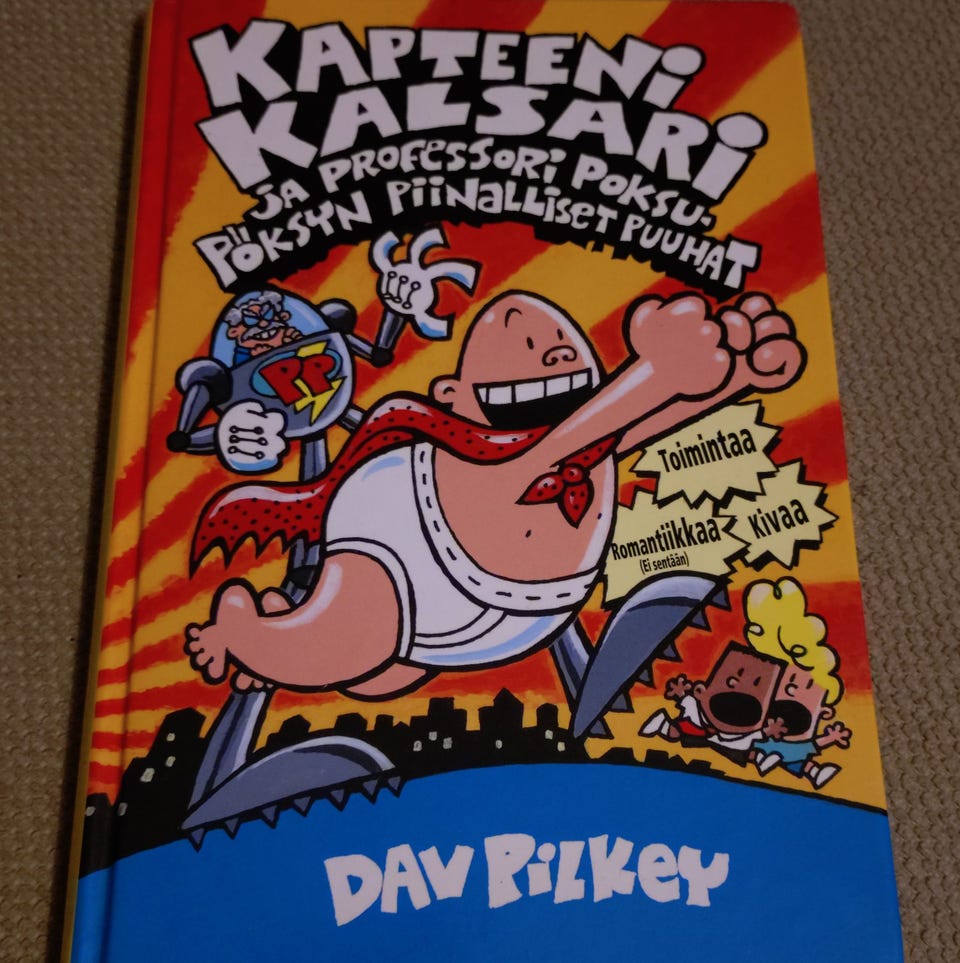 KAPTEENI
KALSARI
ja PROFESSORI POKSU-
PÖKSYN PIINALLISET PUUHAT
PP
Toimintaa
Romantiikkaa
(Ei sentään)
Kivaa
DAV PILKEY